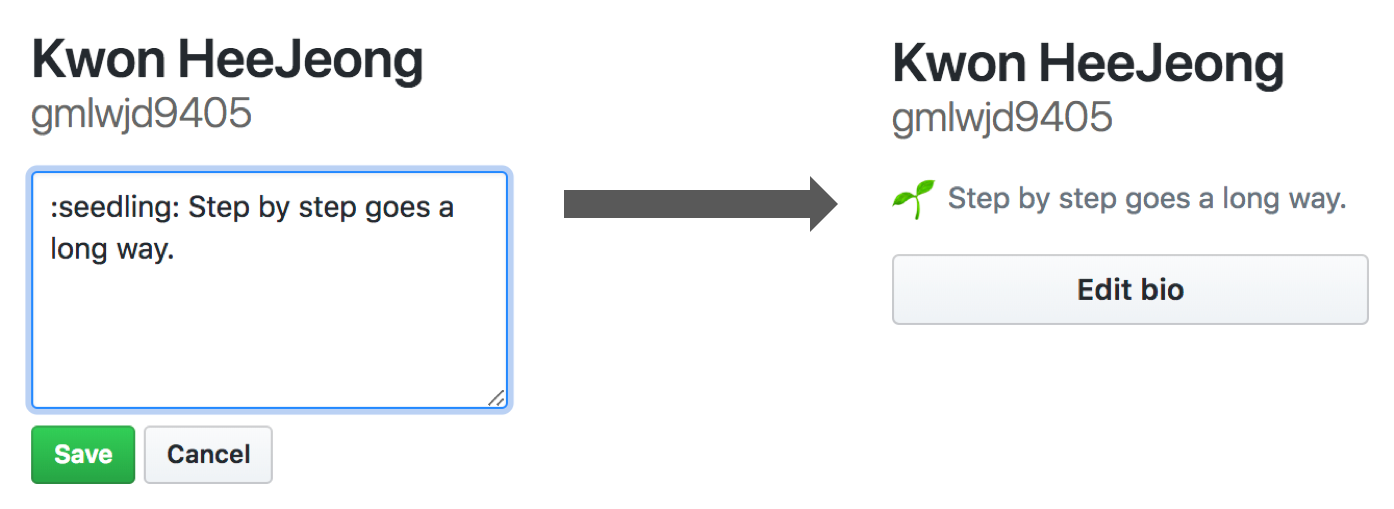 Kwon HeeJeong
gmlwjd9405
:seedling: Step by step goes a
long way.
Save Cancel
Kwon HeeJeong
gmlwjd9405
🌱 Step by step goes a long way.
Edit bio